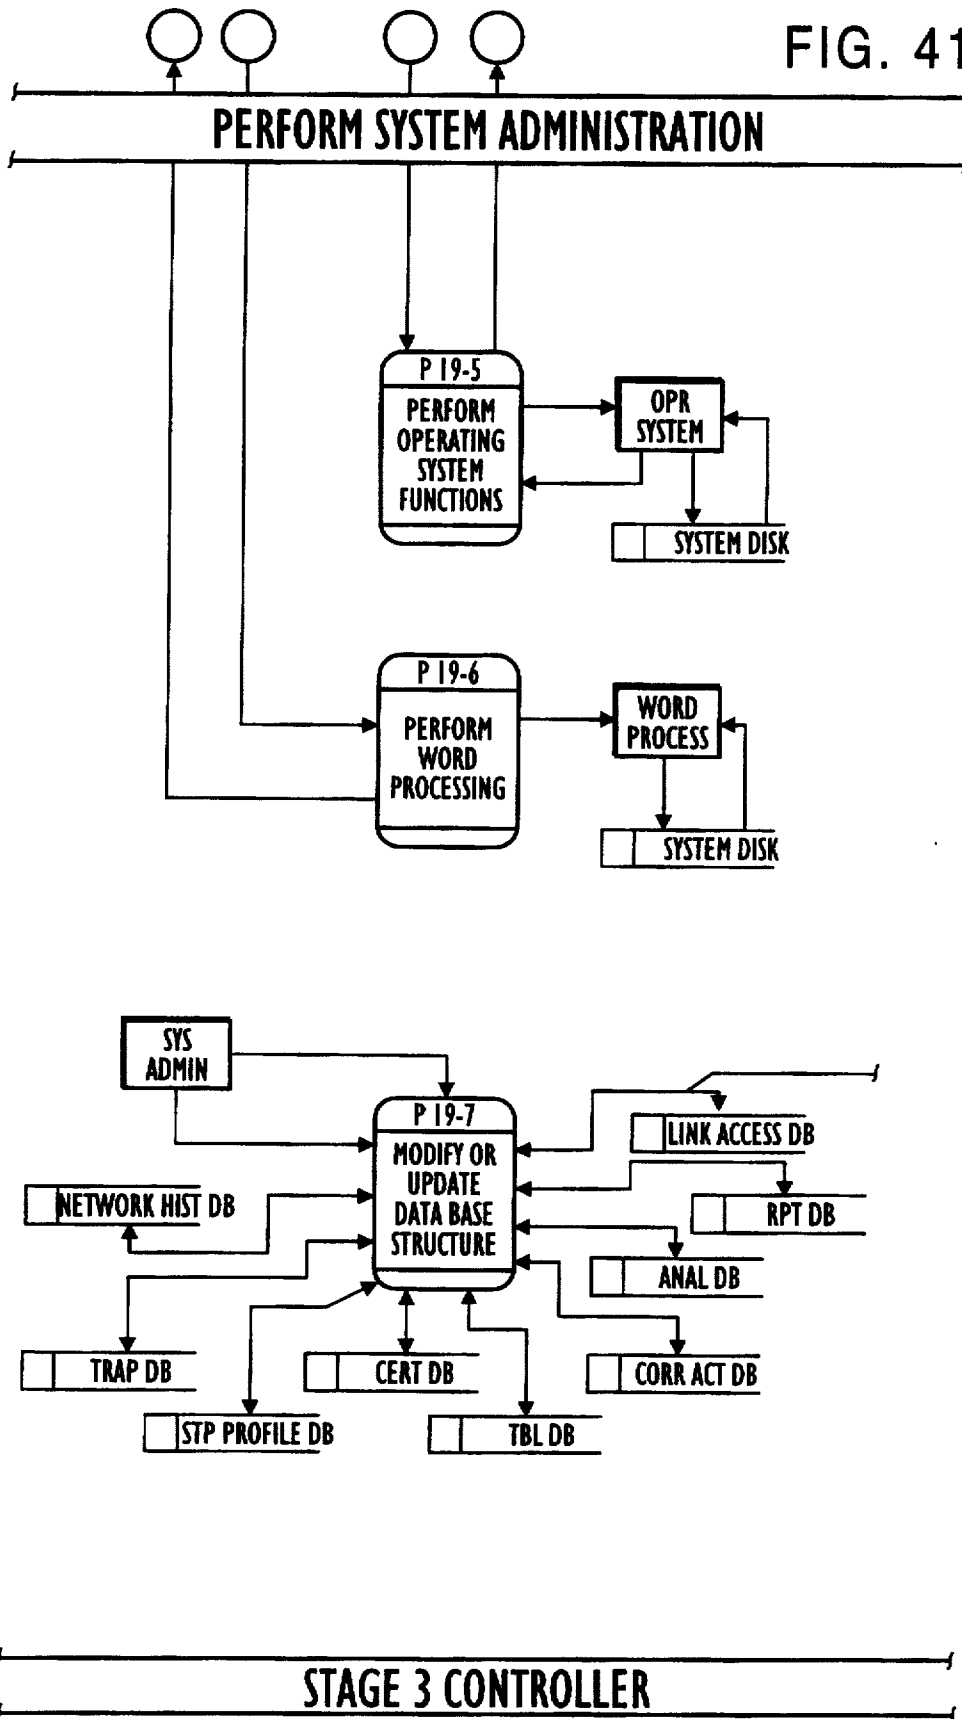 FIG. 41
PERFORM SYSTEM ADMINISTRATION
P 19-5
PERFORM
OPERATING
SYSTEM
FUNCTIONS
OPR
SYSTEM
SYSTEM DISK
P 19-6
PERFORM
WORD
PROCESSING
WORD
PROCESS
SYSTEM DISK
SYS
ADMIN
P 19-7
MODIFY OR
UPDATE
DATA BASE
STRUCTURE
LINK ACCESS DB
NETWORK HIST DB
RPT DB
ANAL DB
TRAP DB
CERT DB
CORR ACT DB
STP PROFILE DB
TBL DB
STAGE 3 CONTROLLER